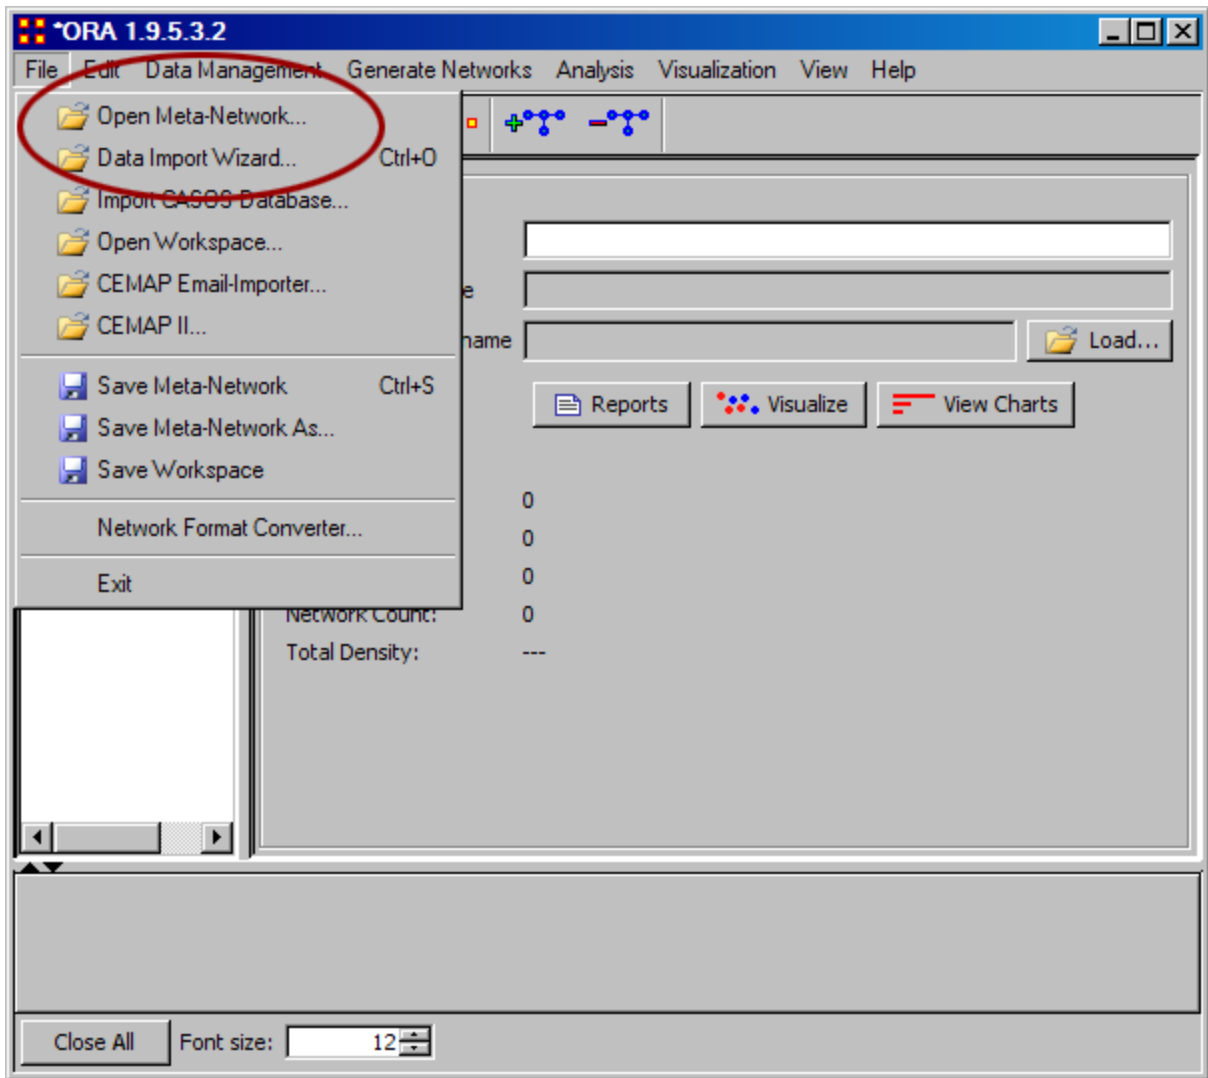 *ORA 1.9.5.3.2
File Edit Data Management Generate Networks Analysis Visualization View Help
Open Meta-Network...
Data Import Wizard... Ctrl+O
Import CASOS Database...
Open Workspace...
CEMAP Email-Importer...
e
CEMAP II...
name Load...
Save Meta-Network Ctrl+S
Reports Visualize View Charts
Save Meta-Network As...
Save Workspace
0
Network Format Converter...
0
Exit 0
Network Count: 0
Total Density: ---
Close All Font size: 12